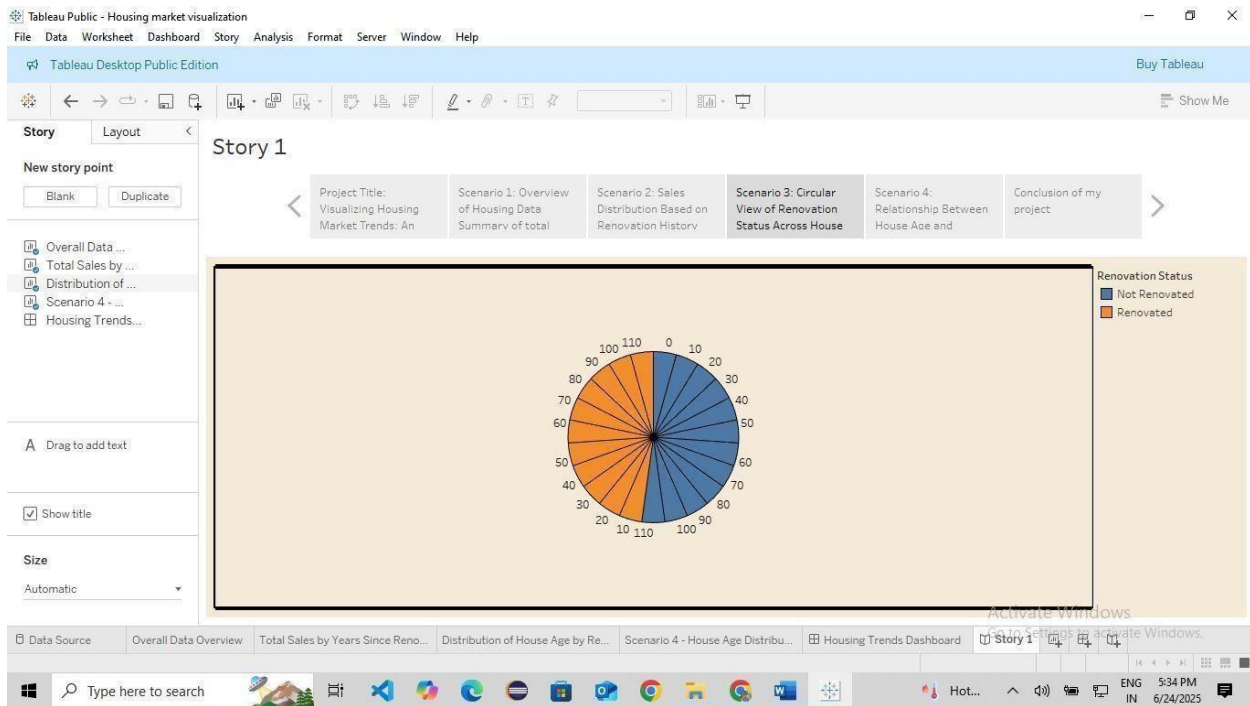 Tableau Public - Housing market visualization
File Data Worksheet Dashboard Story Analysis Format Server Window Help
Tableau Desktop Public Edition
Buy Tableau
Show Me
Story
Layout
New story point
Blank
Duplicate
Overall Data ...
Total Sales by ...
Distribution of ...
Scenario 4 - ...
Housing Trends...
A Drag to add text
Show title
Size
Automatic
Story 1
Project Title:
Visualizing Housing
Market Trends: An
Scenario 1: Overview
of Housing Data
Summary of total
Scenario 2: Sales
Distribution Based on
Renovation History
Scenario 3: Circular
View of Renovation
Status Across House
Scenario 4:
Relationship Between
House Age and
Conclusion of my
project
0
10
20
30
40
50
60
70
80
90
100
110
10
20
30
40
50
60
70
80
90
100
110
Renovation Status
Not Renovated
Renovated
Activate Windows
Go to Settings to activate Windows.
Data Source
Overall Data Overview
Total Sales by Years Since Reno...
Distribution of House Age by Re...
Scenario 4 - House Age Distribu...
Housing Trends Dashboard
Story 1
Type here to search
Hot...
ENG
IN
5:34 PM
6/24/2025